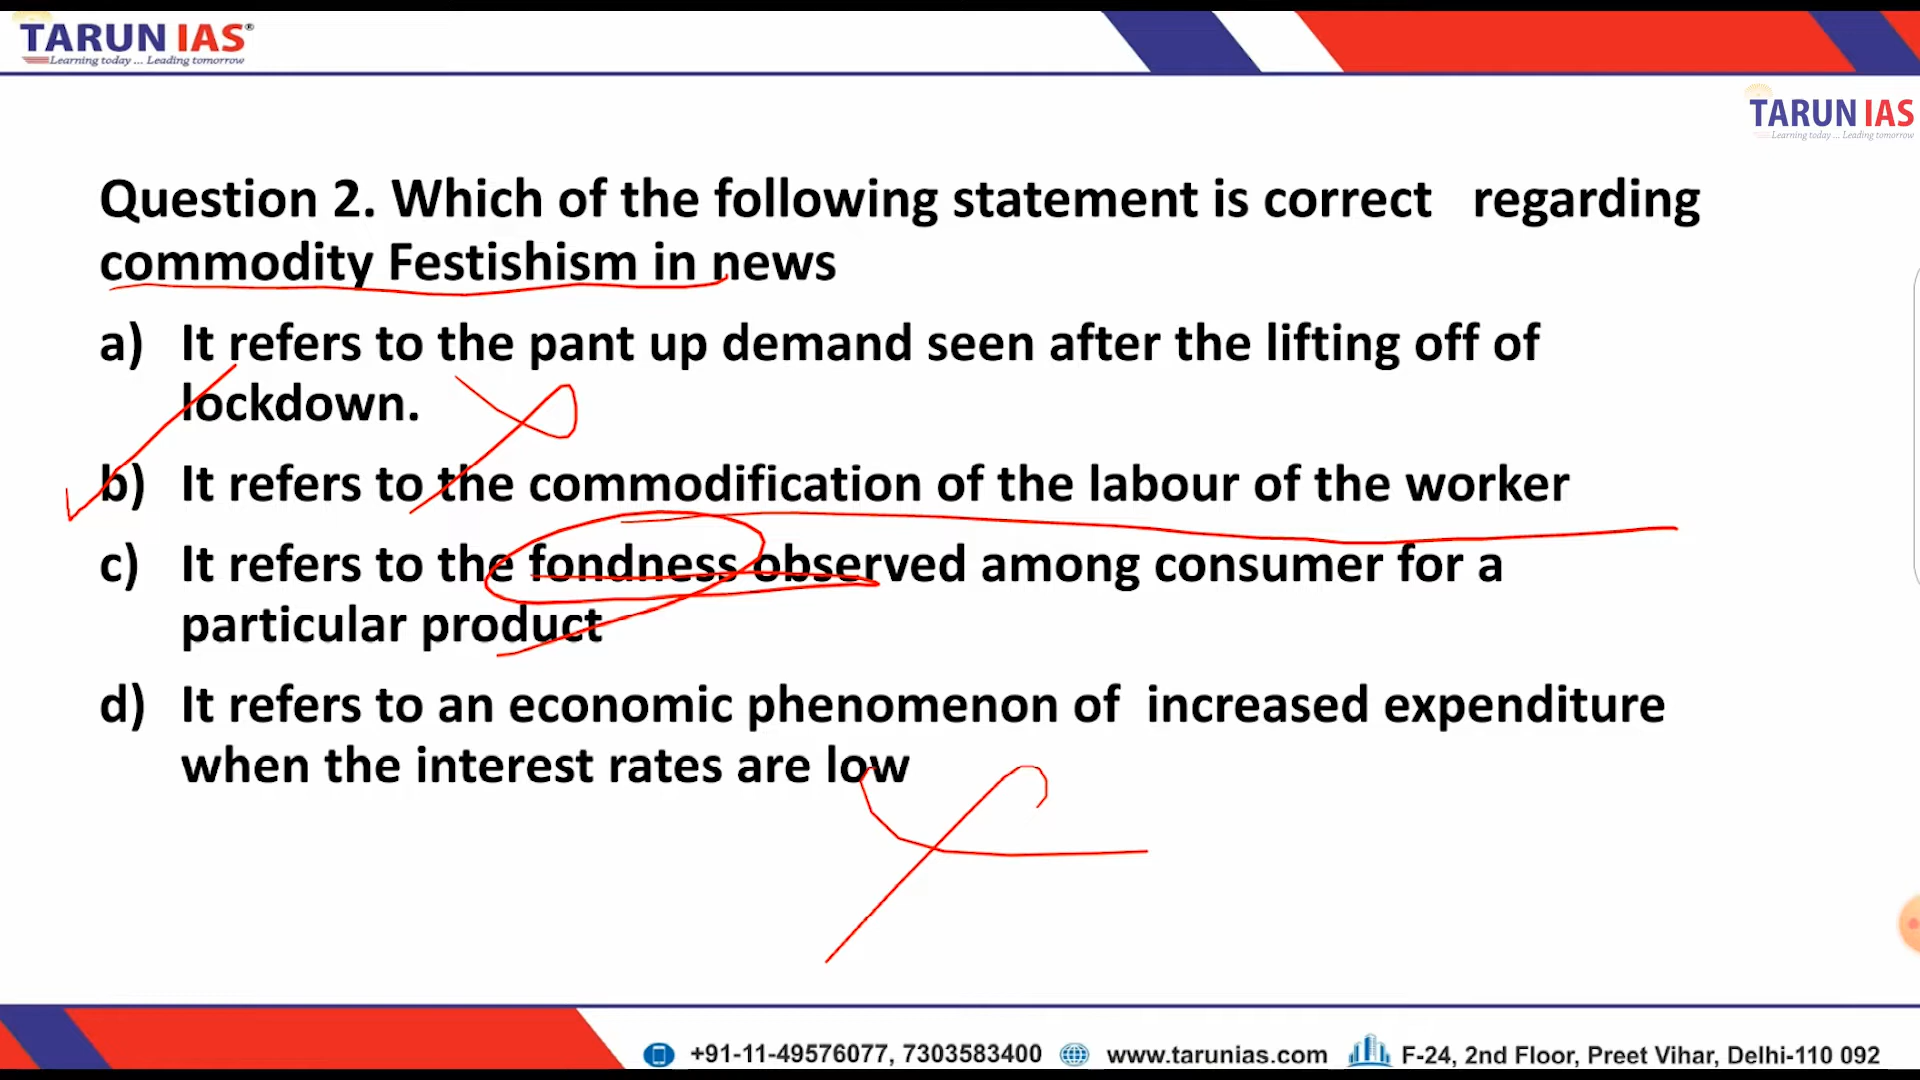 TARUN IAS®
Learning today ... Leading tomorrow
TARUN IAS
Learning today ... Leading tomorrow
Question 2. Which of the following statement is correct regarding
commodity Festishism in news
a) It refers to the pant up demand seen after the lifting off of
lockdown.
b) It refers to the commodification of the labour of the worker
c) It refers to the fondness observed among consumer for a
particular product
d) It refers to an economic phenomenon of increased expenditure
when the interest rates are low
+91-11-49576077, 7303583400 www.tarunias.com F-24, 2nd Floor, Preet Vihar, Delhi-110 092